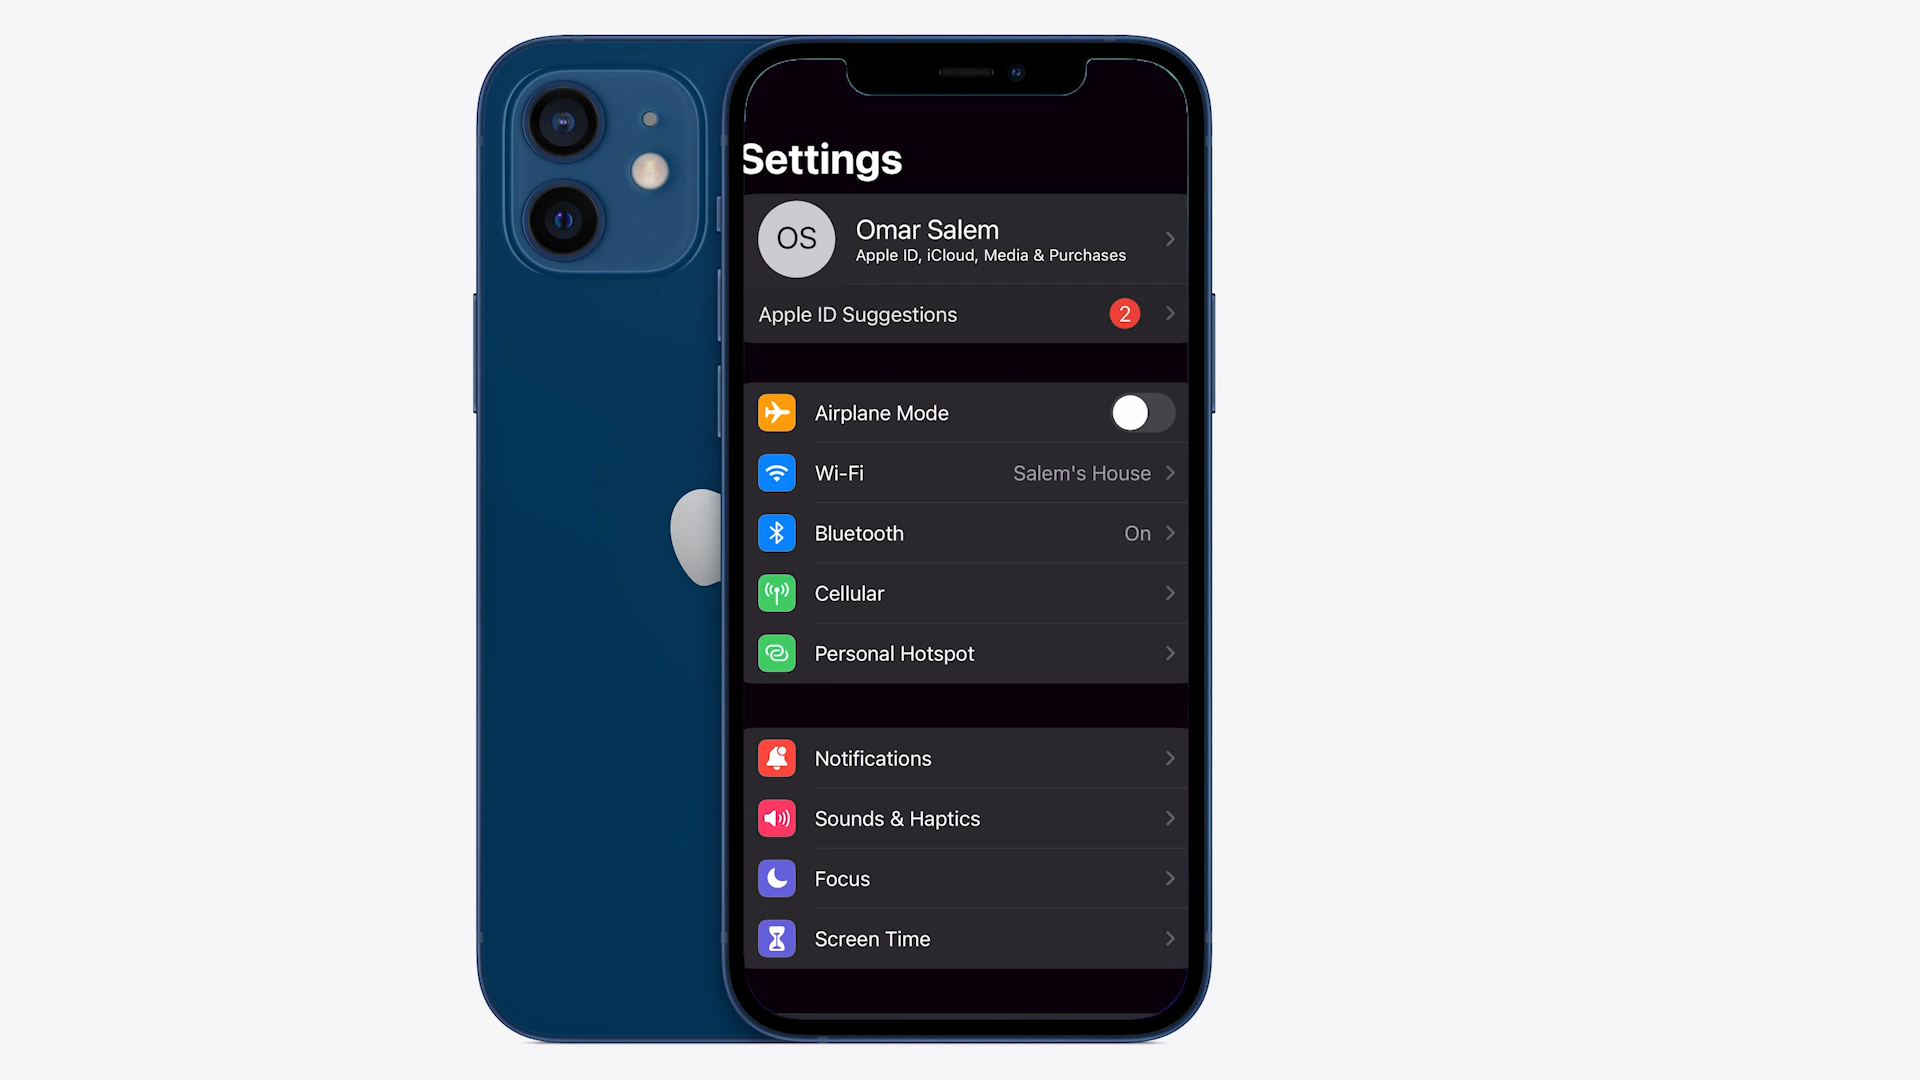 Settings
OS
Omar Salem
Apple ID, iCloud, Media & Purchases
Apple ID Suggestions 2
Airplane Mode
Wi-Fi Salem's House
Bluetooth On
Cellular
Personal Hotspot
Notifications
Sounds & Haptics
Focus
Screen Time